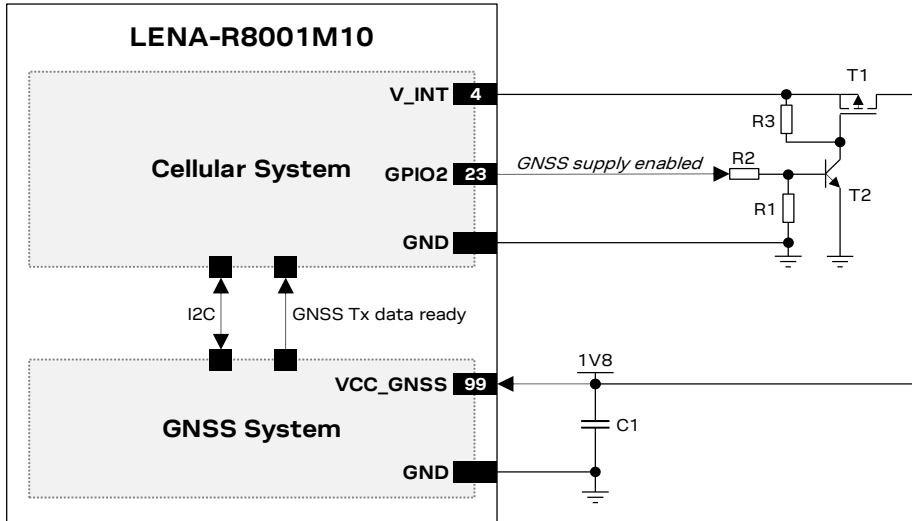 LENA-R8001M10
T1
V_INT 4
R3
Cellular System
GPIO2 23
GNSS supply enabled
R2
T2
R1
GND
I2C
GNSS Tx data ready
1V8
VCC_GNSS 99
C1
GNSS System
GND